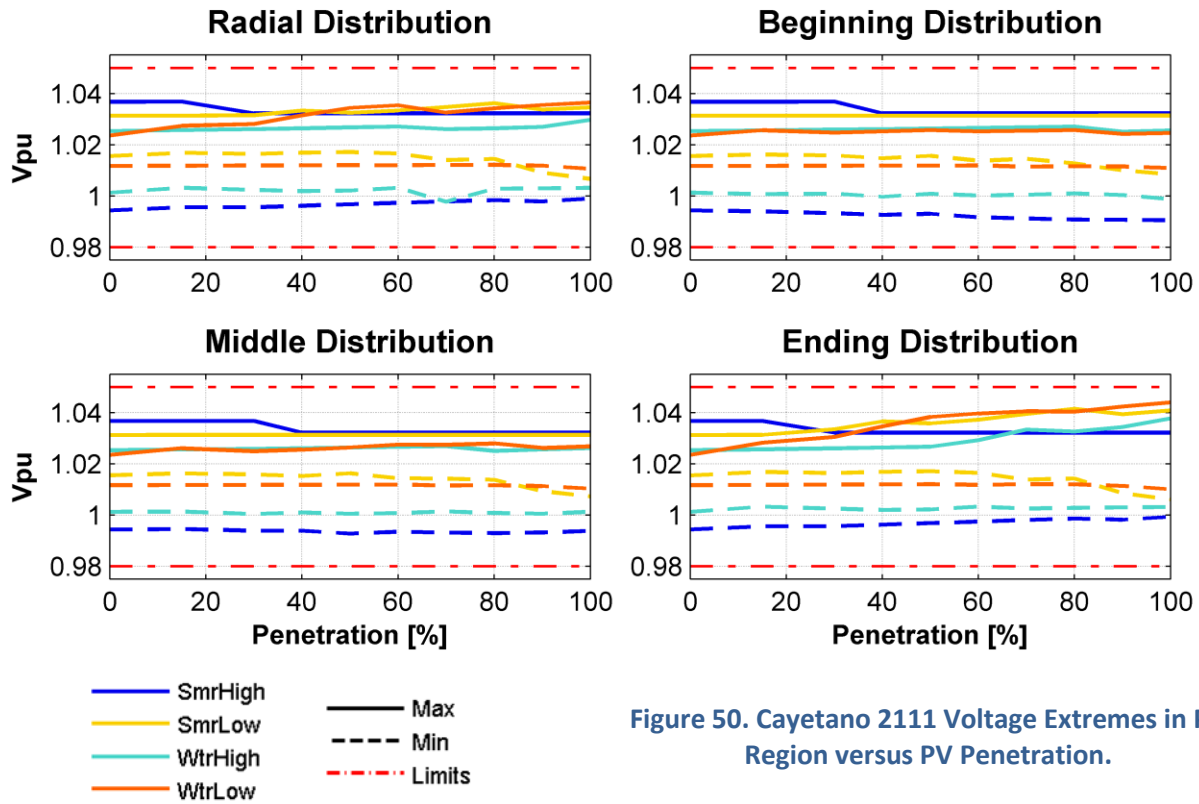 Radial Distribution
Beginning Distribution
Vpu
1.04
1.02
1
0.98
0 20 40 60 80 100
1.04
1.02
1
0.98
0 20 40 60 80 100
Middle Distribution
Ending Distribution
Vpu
1.04
1.02
1
0.98
0 20 40 60 80 100
Penetration [%]
1.04
1.02
1
0.98
0 20 40 60 80 100
Penetration [%]
SmrHigh
SmrLow
WtrHigh
WtrLow
Max
Min
Limits
Figure 50. Cayetano 2111 Voltage Extremes in
Region versus PV Penetration.